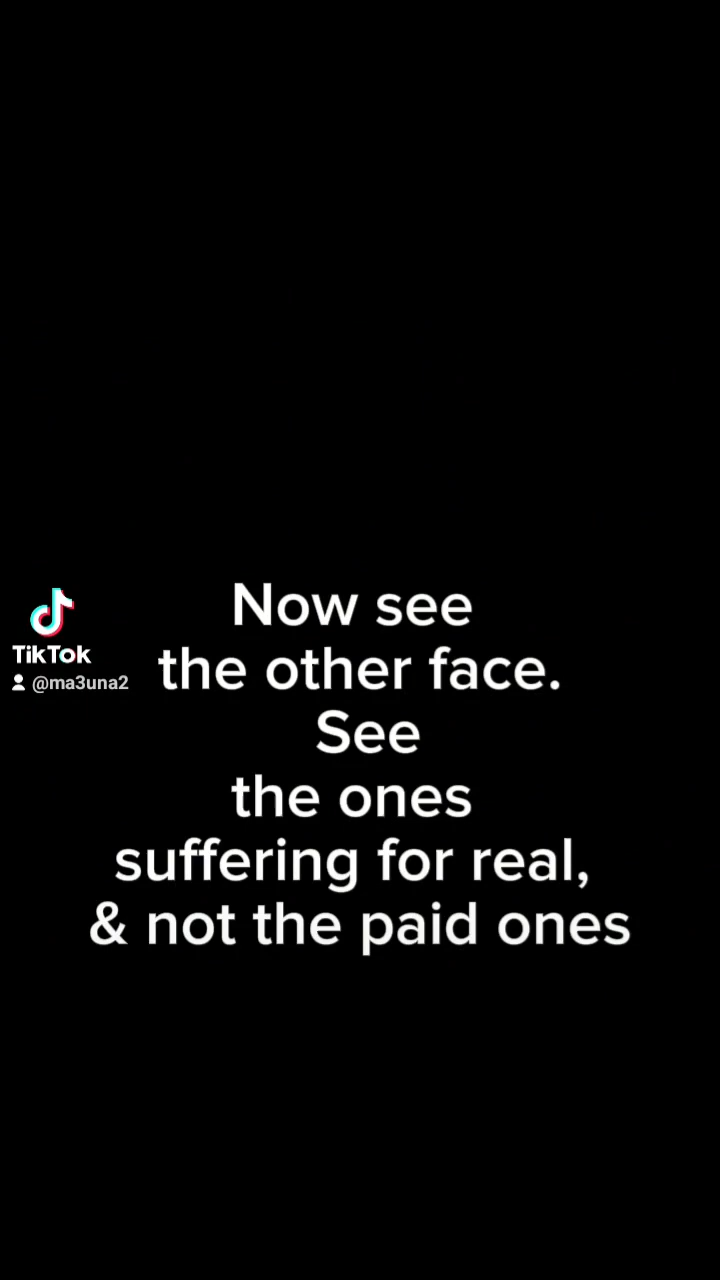 Now see
the other face.
See
the ones
suffering for real,
& not the paid ones
TikTok
@ma3una2